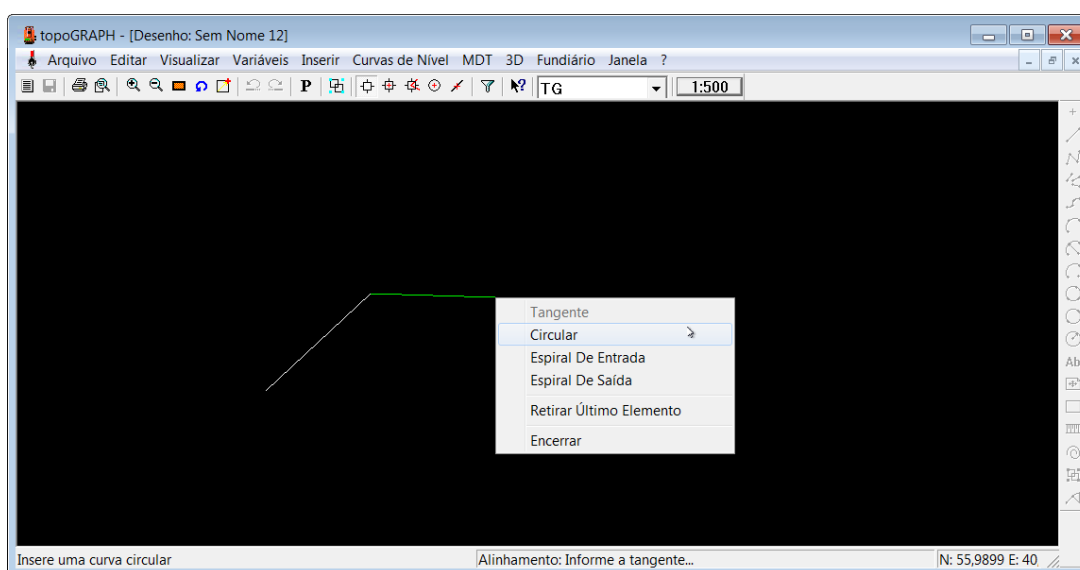 topoGRAPH - [Desenho: Sem Nome 12]
Arquivo Editar Visualizar Variáveis Inserir Curvas de Nível MDT 3D Fundiário Janela ?
P TG 1:500
Tangente
Circular
Espiral De Entrada
Espiral De Saída
Retirar Último Elemento
Encerrar
Ab
Insere uma curva circular Alinhamento: Informe a tangente... N: 55,9899 E: 40